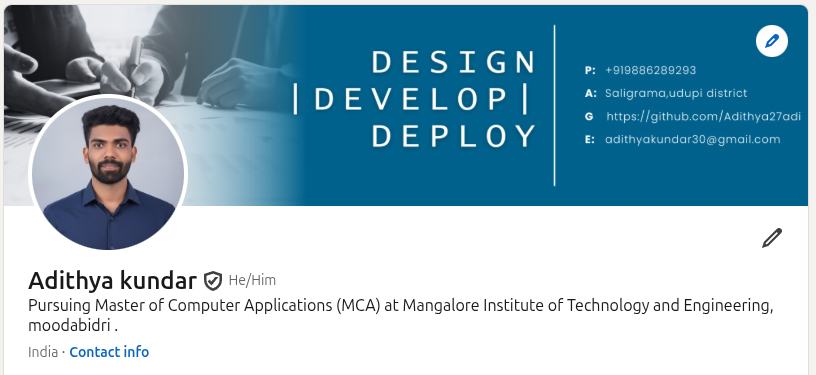 DESIGN
|DEVELOP|
DEPLOY
P: +919886289293
A: Saligrama,udupi district
G https://github.com/Adithya27adi
E: adithyakundar30@gmail.com
Adithya kundar He/Him
Pursuing Master of Computer Applications (MCA) at Mangalore Institute of Technology and Engineering,
moodabidri .
India · Contact info